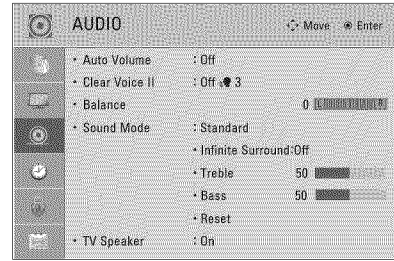 AUDIO Move Enter
• Auto Volume : Off
• Clear Voice II : Off 3
• Balance 0 L R
• Sound Mode : Standard
• Infinite Surround:Off
• Treble 50
• Bass 50
• Reset
• TV Speaker : On